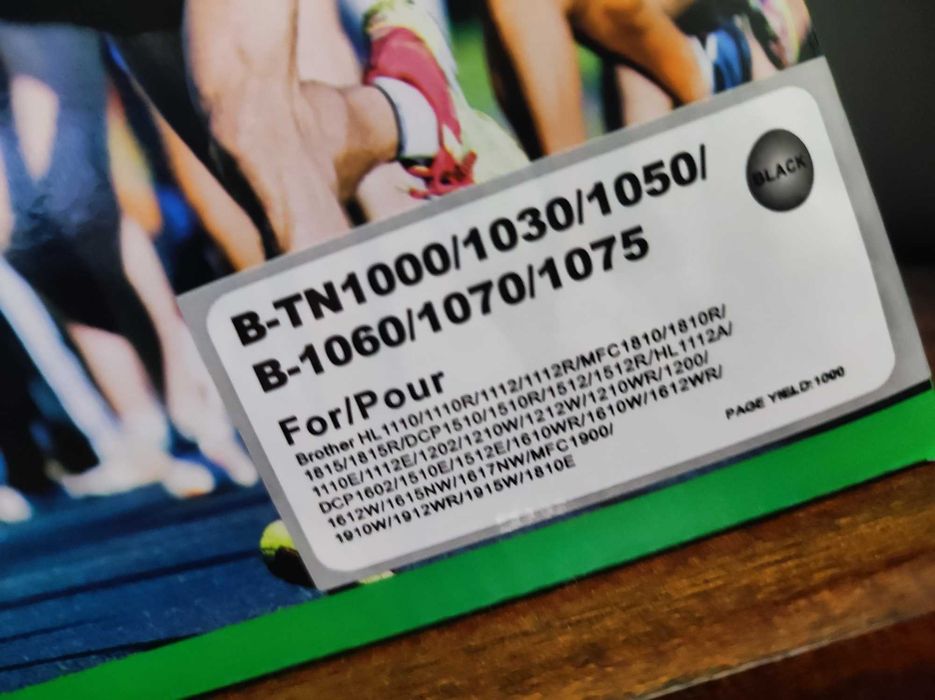 BLACK
B-TN1000/1030/1050/
B-1060/1070/1075
For/Pour
Brother HL1110/1110R/1112/1112R/MFC1810/1810R/
1815/1815R/DCP1510/1510R/1512/1512R/HL1112A/
1110E/1112E/1202/1210W/1212W/1210WR/1200/
DCP1602/1510E/1512E/1610WR/1610W/1612WR/
1612W/1615NW/1617NW/MFC1900/
1910W/1912WR/1915W/1810E
PAGE YIELD:1000